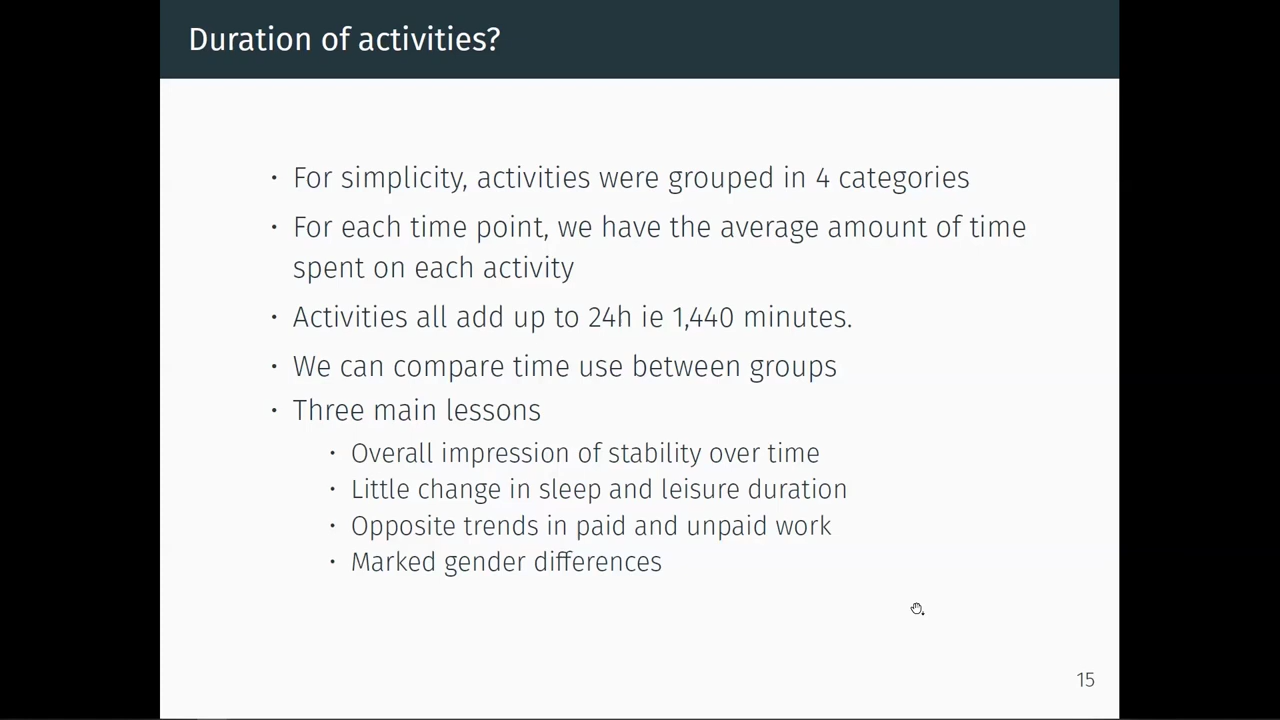 Duration of activities?
• For simplicity, activities were grouped in 4 categories
• For each time point, we have the average amount of time
spent on each activity
• Activities all add up to 24h ie 1,440 minutes.
• We can compare time use between groups
• Three main lessons
• Overall impression of stability over time
• Little change in sleep and leisure duration
• Opposite trends in paid and unpaid work
• Marked gender differences
15